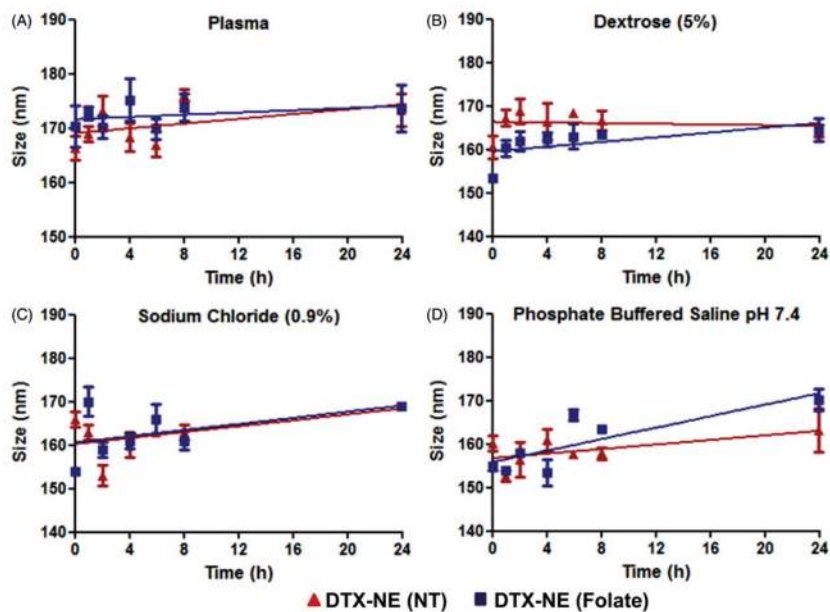 (A)
Plasma
Size (nm)
190
180
170
160
150
0 4 8 12 16 20 24
Time (h)
(B)
Dextrose (5%)
Size (nm)
190
180
170
160
150
140
0 4 8 12 16 20 24
Time (h)
(C)
Sodium Chloride (0.9%)
Size (nm)
190
180
170
160
150
140
0 4 8 12 16 20 24
Time (h)
(D)
Phosphate Buffered Saline pH 7.4
Size (nm)
190
180
170
160
150
140
0 4 8 12 16 20 24
Time (h)
DTX-NE (NT) DTX-NE (Folate)